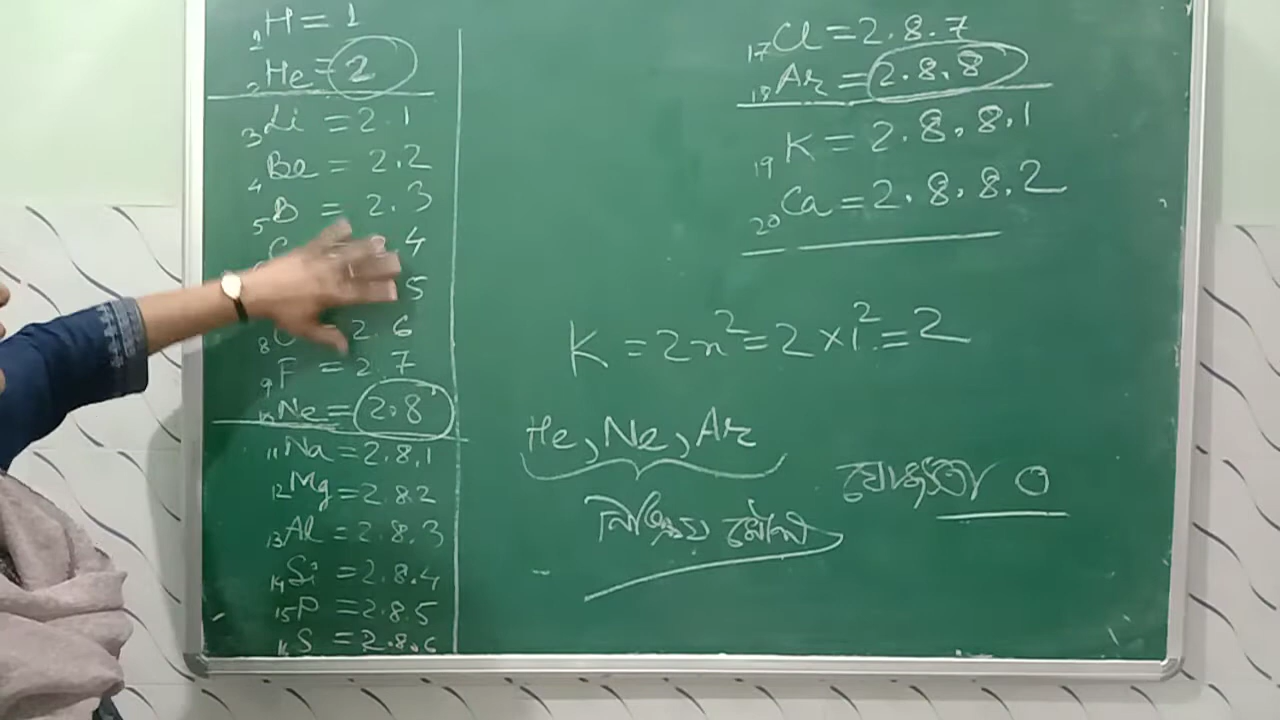 ₂H = 1
₂He = 2
₃Li = 2.1
₄Be = 2.2
₅B = 2.3
C 4
5
₈O 2.6
₉F = 2.7
₁₀Ne = 2.8
₁₁Na = 2.8.1
₁₂Mg = 2.8.2
₁₃Al = 2.8.3
₁₄Si = 2.8.4
₁₅P = 2.8.5
₁₆S = 2.8.6
₁₇Cl = 2.8.7
₁₈Ar = 2.8.8
₁₉K = 2.8.8.1
₂₀Ca = 2.8.8.2
K = 2n² = 2×1² = 2
He, Ne, Ar
নিষ্ক্রিয় মৌল
যোজ্যতা 0